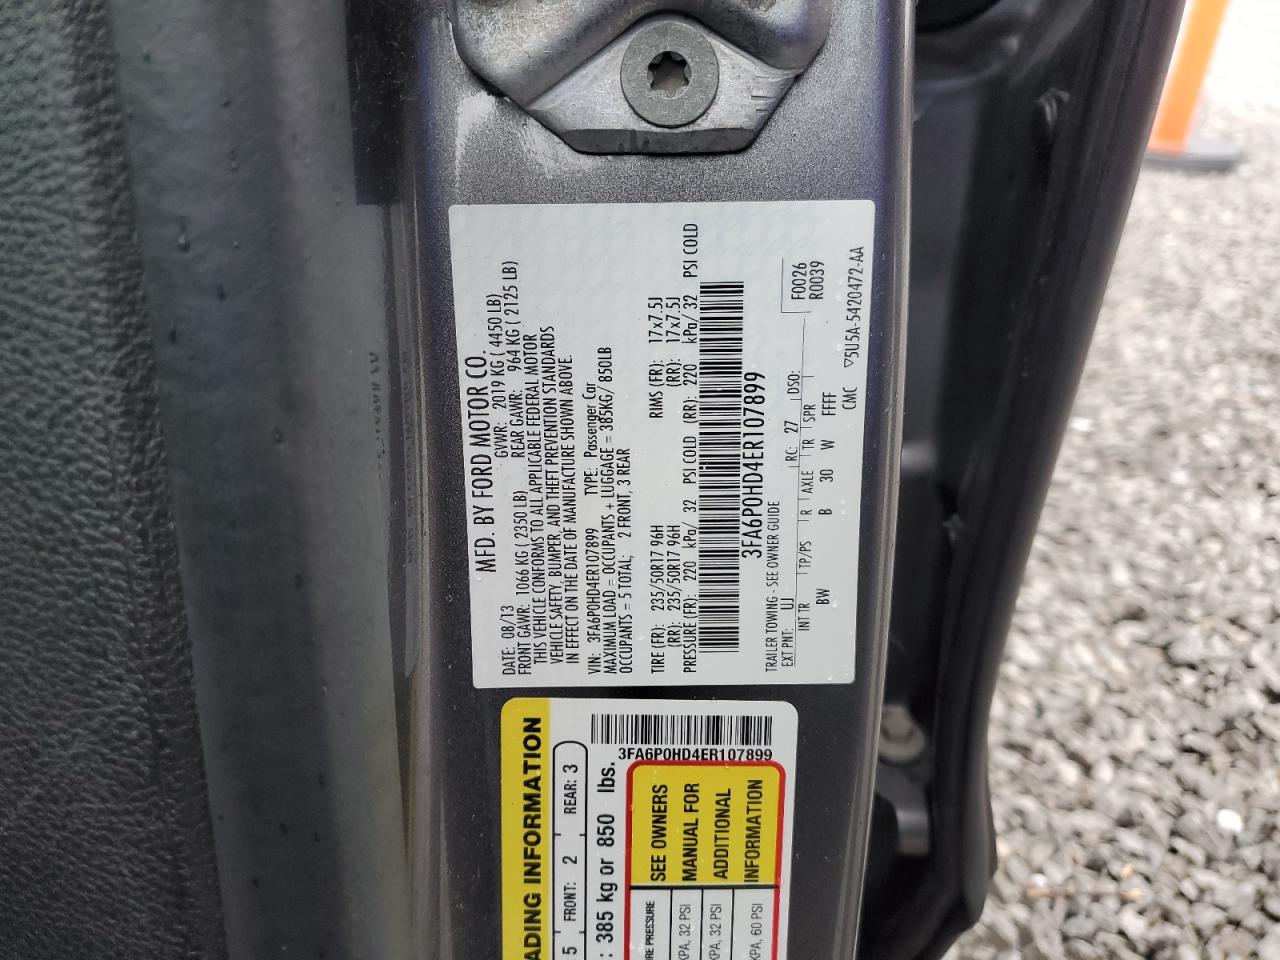 MFD. BY FORD MOTOR CO.
DATE: 08/13 GVWR: 2019 KG ( 4450 LB)
FRONT GAWR: 1066 KG ( 2350 LB) REAR GAWR: 964 KG ( 2125 LB)
THIS VEHICLE CONFORMS TO ALL APPLICABLE FEDERAL MOTOR
VEHICLE SAFETY, BUMPER, AND THEFT PREVENTION STANDARDS
IN EFFECT ON THE DATE OF MANUFACTURE SHOWN ABOVE.
VIN: 3FA6P0HD4ER107899 TYPE: Passenger Car
MAXIMUM LOAD = OCCUPANTS + LUGGAGE = 385KG/ 850LB
OCCUPANTS = 5 TOTAL; 2 FRONT, 3 REAR
TIRE (FR): 235/50R17 96H RIMS (FR): 17x7.5J
(RR): 235/50R17 96H (RR): 17x7.5J
PRESSURE (FR): 220 kPa/ 32 PSI COLD (RR): 220 kPa/ 32 PSI COLD
3FA6P0HD4ER107899
TRAILER TOWING - SEE OWNER GUIDE
F0026
R0039
EXT PNT: UJ RC: 27 DSO:
INT TR TP/PS R AXLE TR SPR
BW B 30 W FFFF
CMC ▽5U5A-5420472-AA
ADING INFORMATION
5 FRONT: 2 REAR: 3
: 385 kg or 850 lbs.
3FA6P0HD4ER107899
SEE OWNERS
MANUAL FOR
ADDITIONAL
INFORMATION
RE PRESSURE
KPA, 32 PSI
KPA, 32 PSI
KPA, 60 PSI